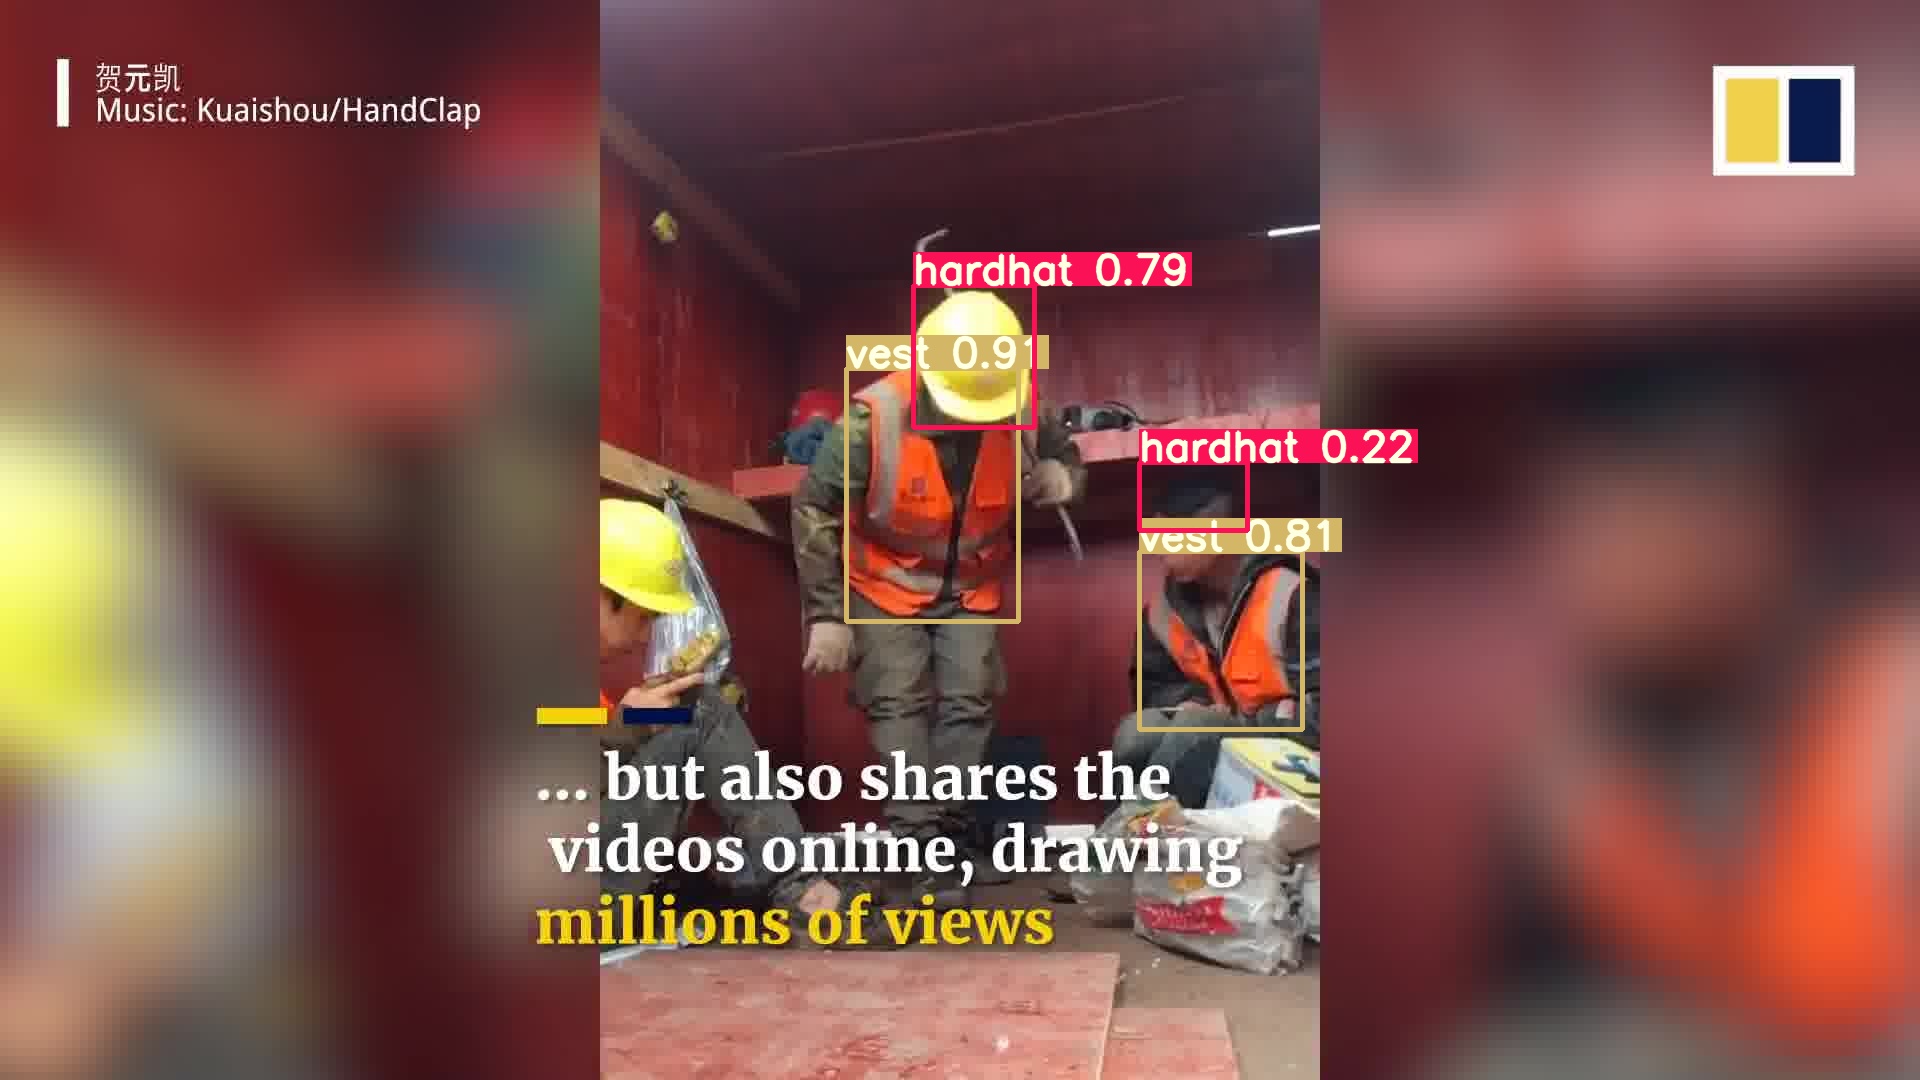 贺元凯
Music: Kuaishou/HandClap
hardhat 0.79
vest 0.91
hardhat 0.22
vest 0.81
... but also shares the
videos online, drawing
millions of views